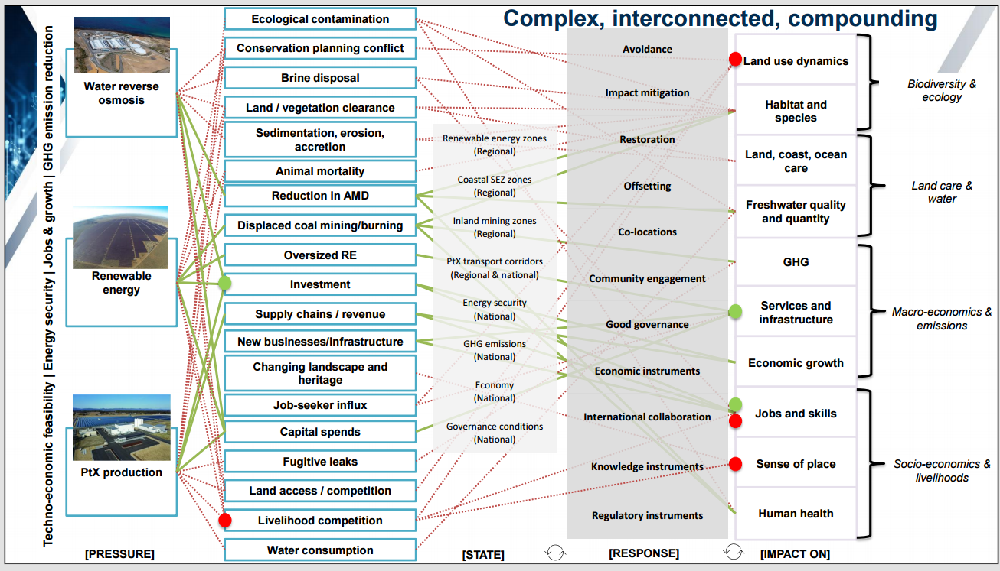 Complex, interconnected, compounding
Techno-economic feasibility | Energy security | Jobs & growth | GHG emission reduction
Water reverse
osmosis
Renewable
energy
PtX production
[PRESSURE]
Ecological contamination
Conservation planning conflict
Brine disposal
Land / vegetation clearance
Sedimentation, erosion,
accretion
Animal mortality
Reduction in AMD
Displaced coal mining/burning
Oversized RE
Investment
Supply chains / revenue
New businesses/infrastructure
Changing landscape and
heritage
Job-seeker influx
Capital spends
Fugitive leaks
Land access / competition
Livelihood competition
Water consumption
Renewable energy zones
(Regional)
Coastal SEZ zones
(Regional)
Inland mining zones
(Regional)
PtX transport corridors
(Regional & national)
Energy security
(National)
GHG emissions
(National)
Economy
(National)
Governance conditions
(National)
[STATE]
Avoidance
Impact mitigation
Restoration
Offsetting
Co-locations
Community engagement
Good governance
Economic instruments
International collaboration
Knowledge instruments
Regulatory instruments
[RESPONSE]
Land use dynamics
Habitat and
species
Land, coast, ocean
care
Freshwater quality
and quantity
GHG
Services and
infrastructure
Economic growth
Jobs and skills
Sense of place
Human health
[IMPACT ON]
Biodiversity &
ecology
Land care &
water
Macro-economics &
emissions
Socio-economics &
livelihoods